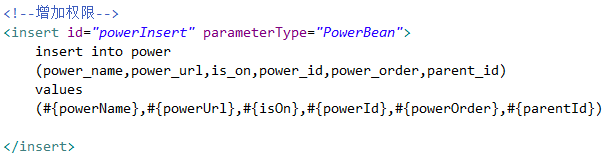 <!--增加权限-->
<insert id="powerInsert" parameterType="PowerBean">
insert into power
(power_name,power_url,is_on,power_id,power_order,parent_id)
values
(#{powerName},#{powerUrl},#{isOn},#{powerId},#{powerOrder},#{parentId})
</insert>